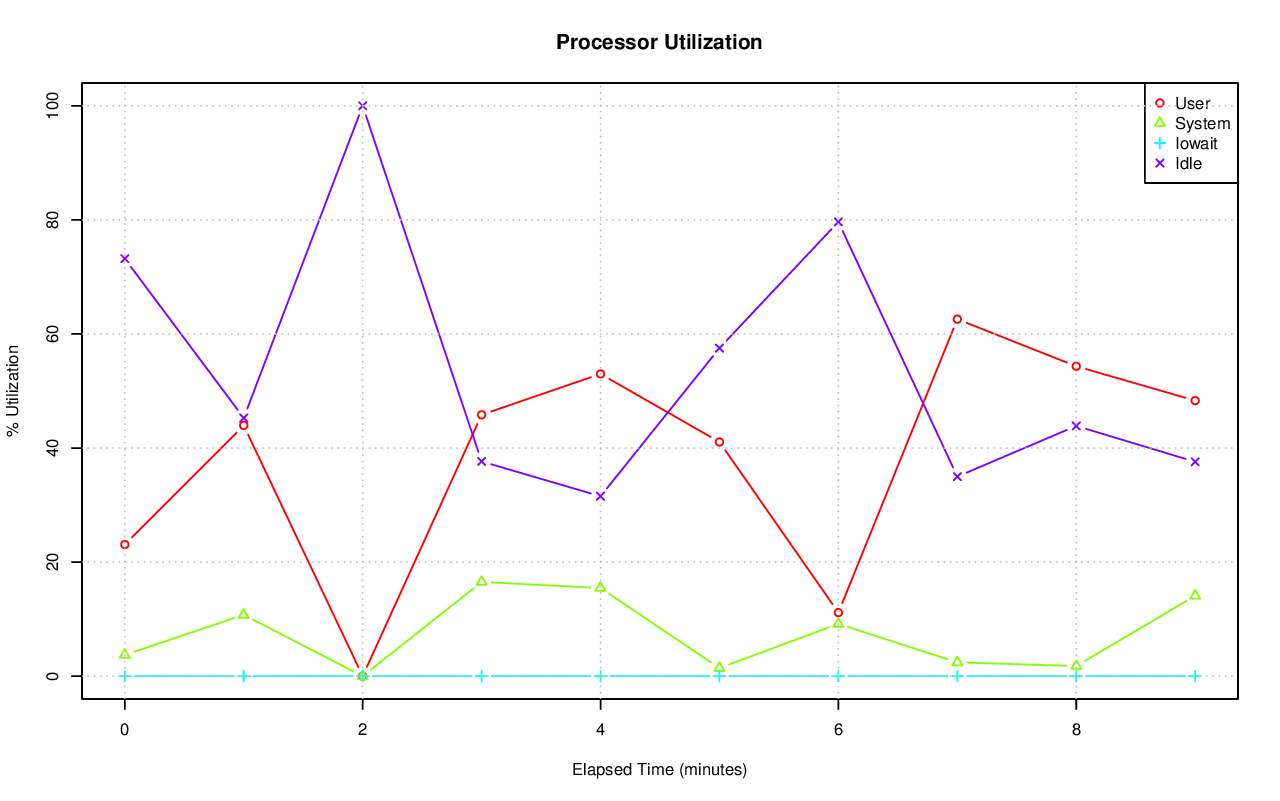 Processor Utilization
User
System
Iowait
Idle
% Utilization
100
80
60
40
20
0
0 2 4 6 8
Elapsed Time (minutes)